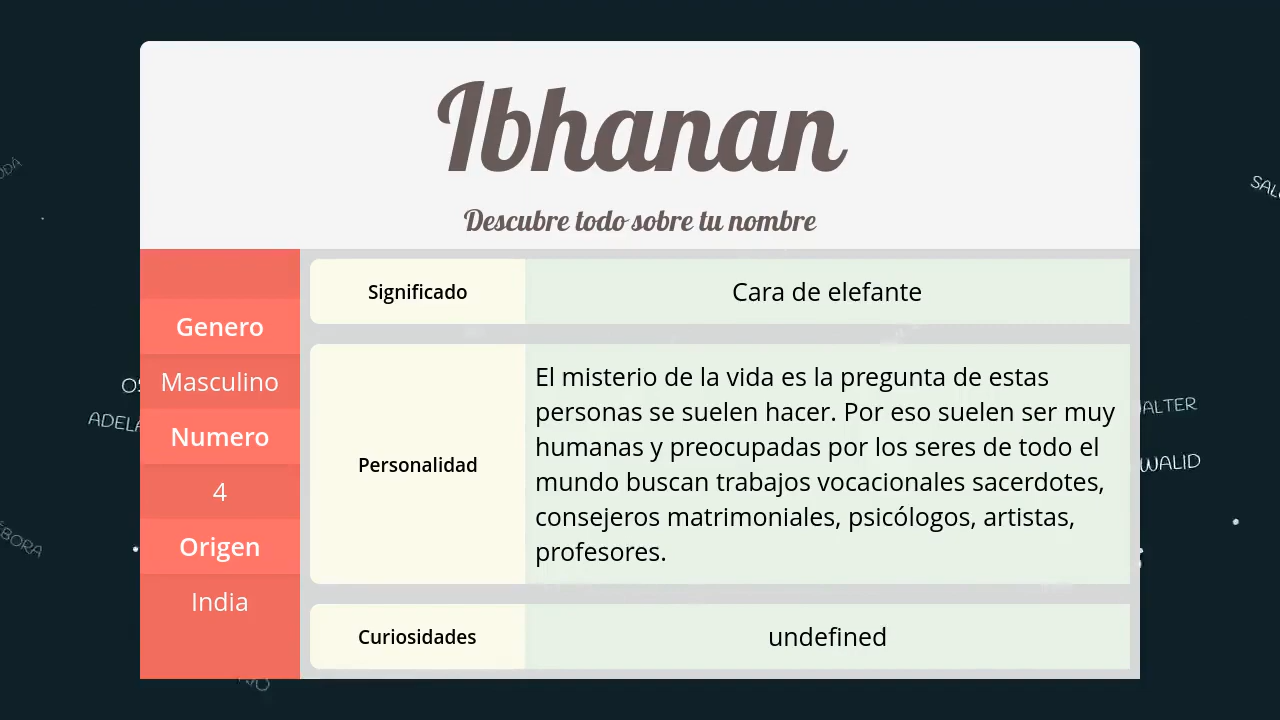 Ibhanan
Descubre todo sobre tu nombre
Genero
Masculino
Numero
4
Origen
India
Significado
Cara de elefante
Personalidad
El misterio de la vida es la pregunta de estas
personas se suelen hacer. Por eso suelen ser muy
humanas y preocupadas por los seres de todo el
mundo buscan trabajos vocacionales sacerdotes,
consejeros matrimoniales, psicólogos, artistas,
profesores.
Curiosidades
undefined
WALID